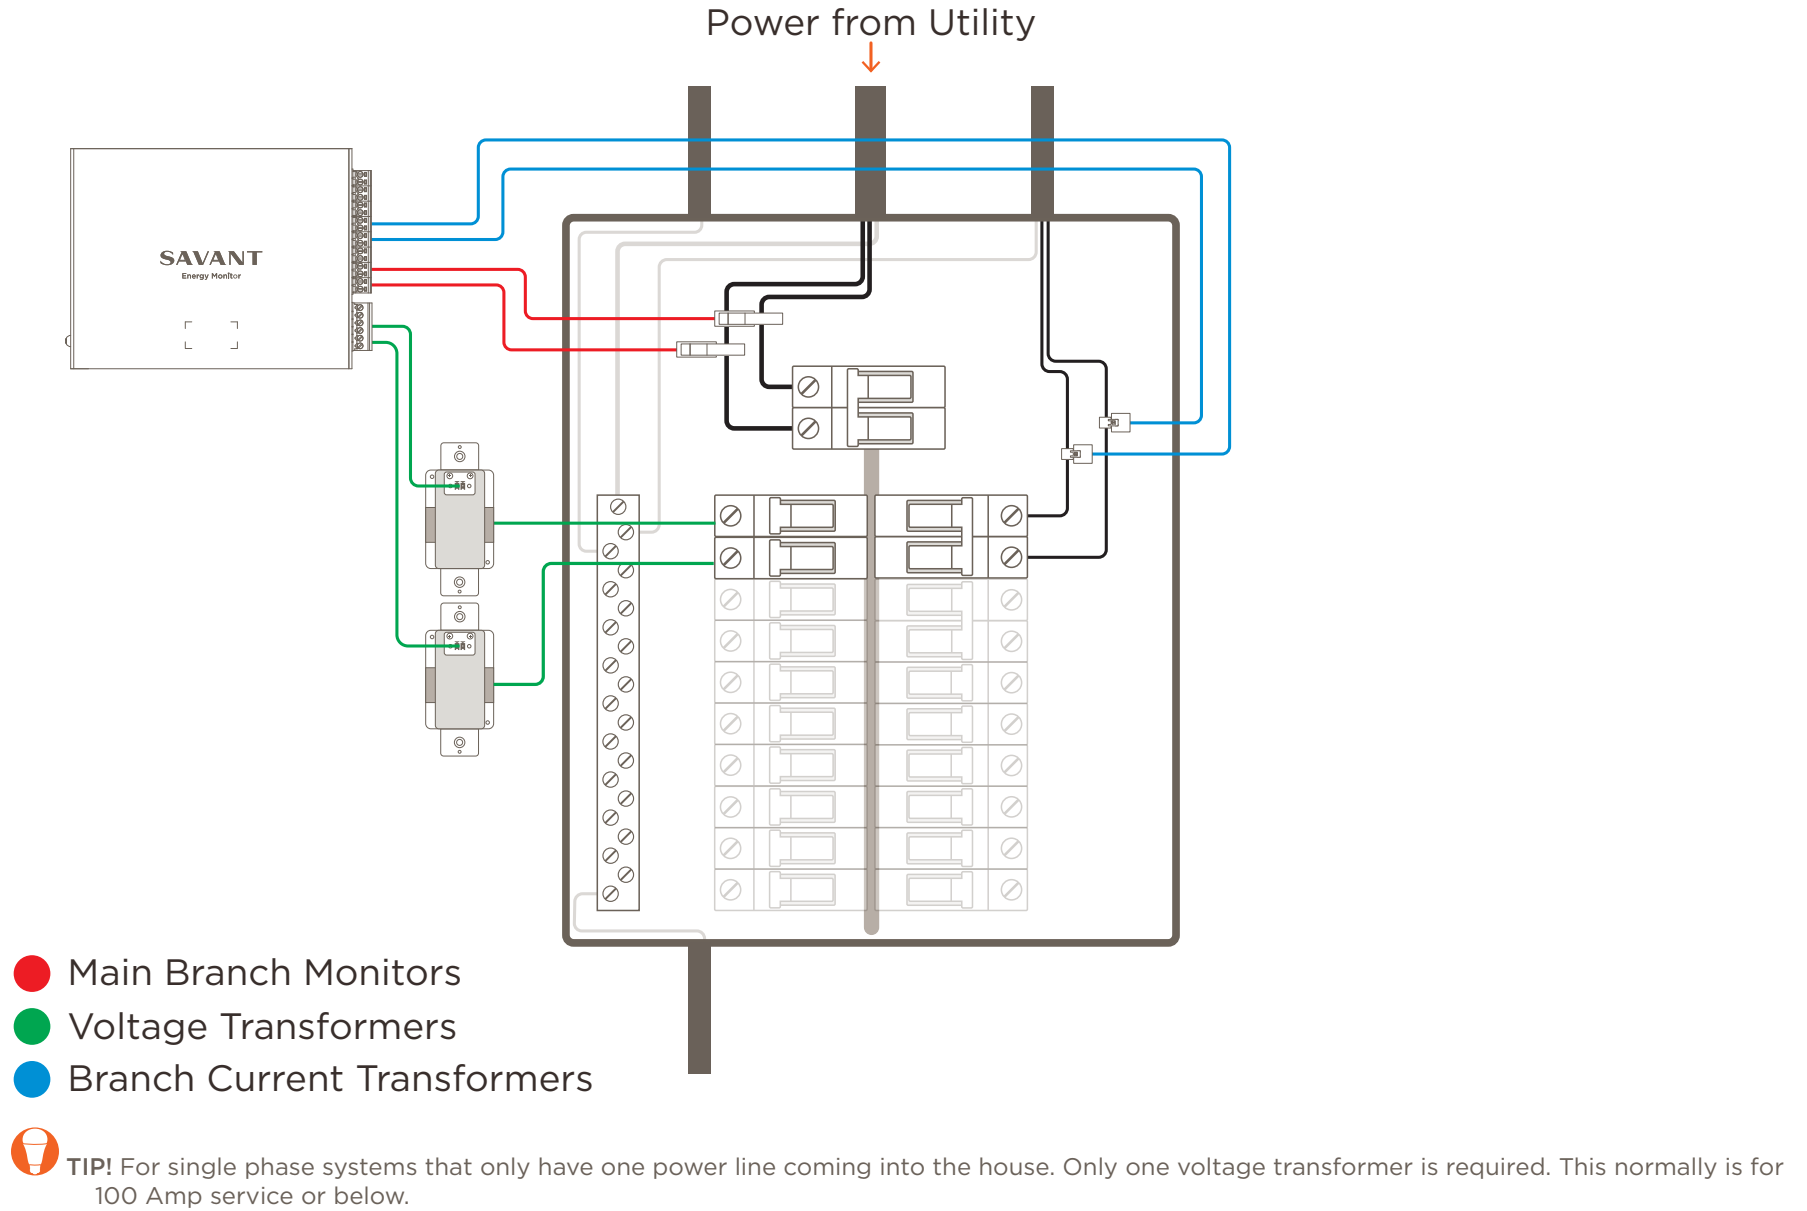 Power from Utility
SAVANT
Energy Monitor
Main Branch Monitors
Voltage Transformers
Branch Current Transformers
TIP! For single phase systems that only have one power line coming into the house. Only one voltage transformer is required. This normally is for
100 Amp service or below.